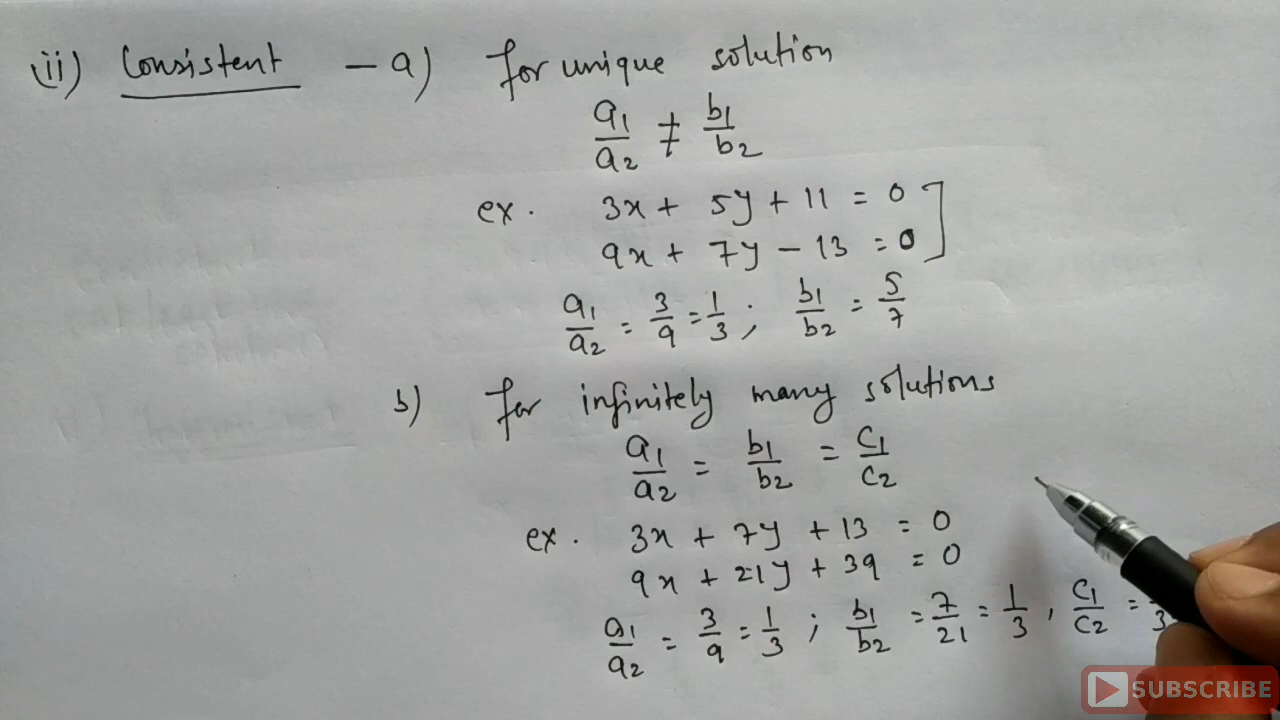 (ii) Consistent – a) for unique solution
a1/a2 ≠ b1/b2
ex. 3x + 5y + 11 = 0
9x + 7y – 13 = 0
a1/a2 = 3/9 = 1/3 ; b1/b2 = 5/7
b) for infinitely many solutions
a1/a2 = b1/b2 = c1/c2
ex. 3x + 7y + 13 = 0
9x + 21y + 39 = 0
a1/a2 = 3/9 = 1/3 ; b1/b2 = 7/21 = 1/3 , c1/c2 =
SUBSCRIBE